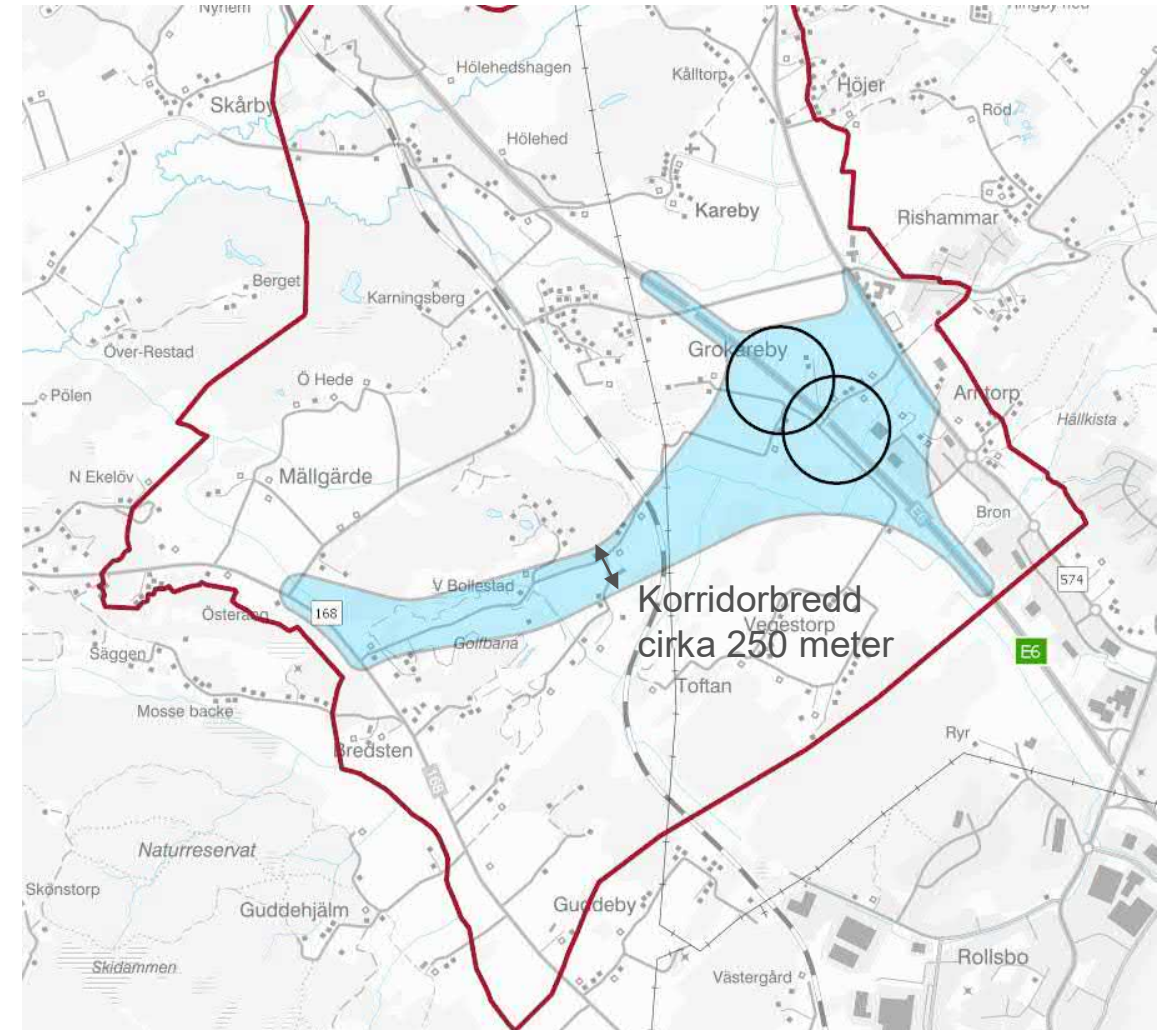 Nyhem
Hölehedshagen
Kålltorp
Höjer
Röd
Skårby
Hölehed
Kareby
Rishammar
Berget
Karningsberg
Över-Restad
Grokareby
Ö Hede
Pölen
Arntorp
Hällkista
N Ekelöv
Mällgärde
Bron
E6
574
V Bollestad
Korridorbredd
cirka 250 meter
Österäng
168
Golfbana
Vegestorp
E6
Säggen
Toftan
Mosse backe
Bredsten
Ryr
168
Naturreservat
Skönstorp
Guddehjälm
Guddeby
Rollsbo
Skidammen
Västergård